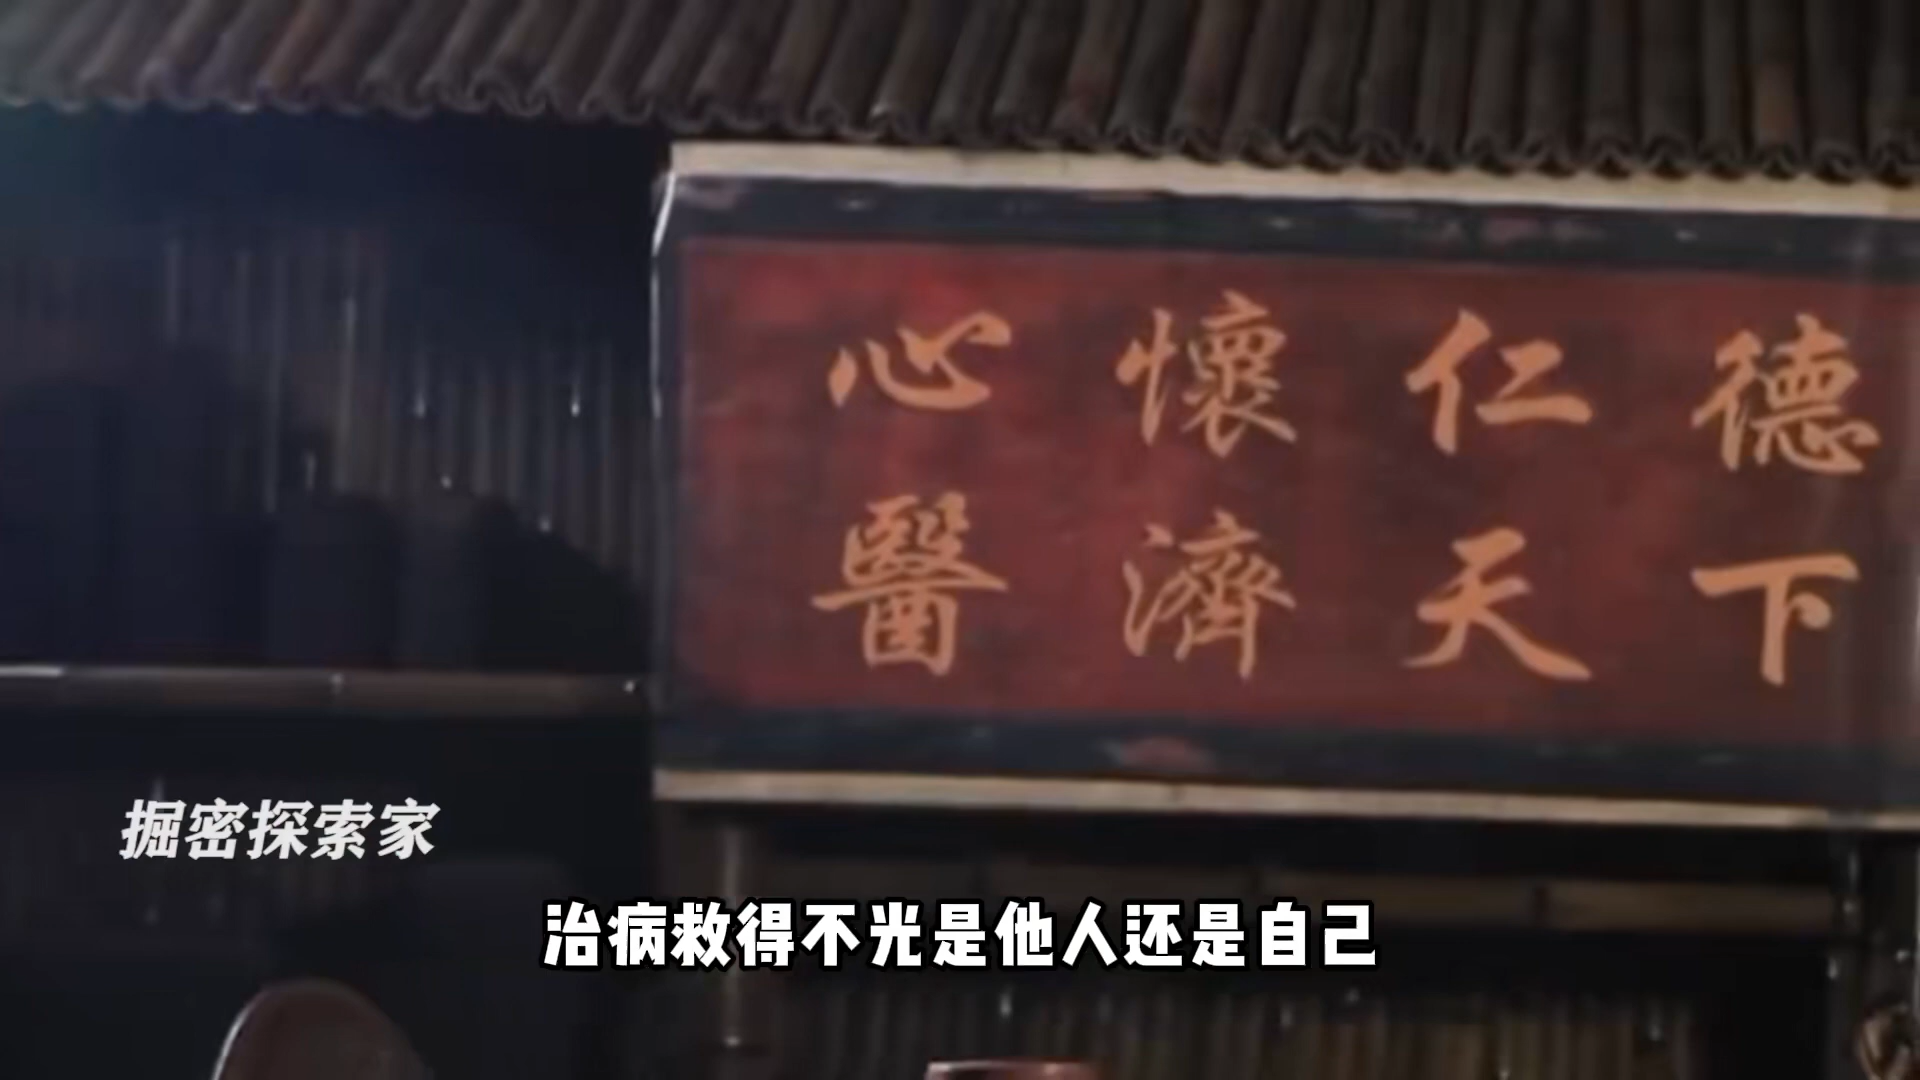 心懷仁德
醫濟天下
掘密探索家
治病救得不光是他人还是自己